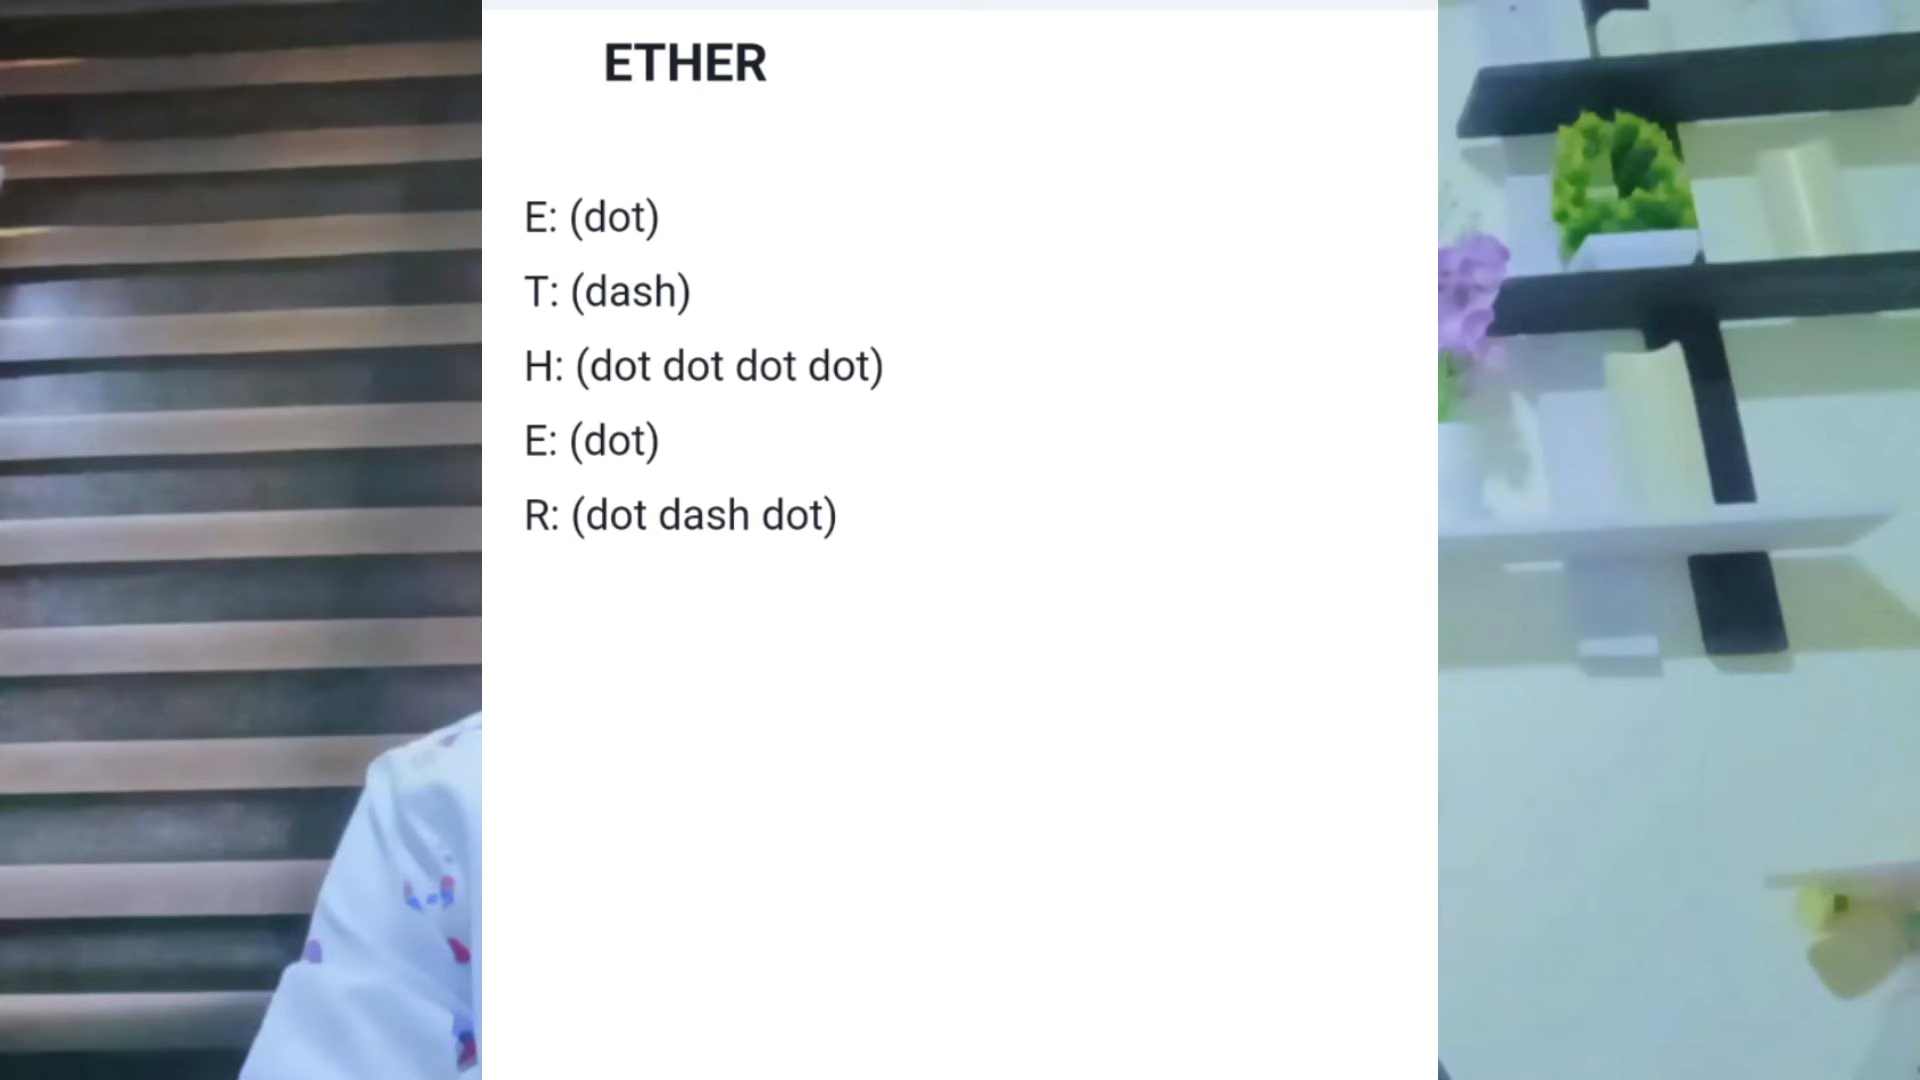 ETHER
E: (dot)
T: (dash)
H: (dot dot dot dot)
E: (dot)
R: (dot dash dot)